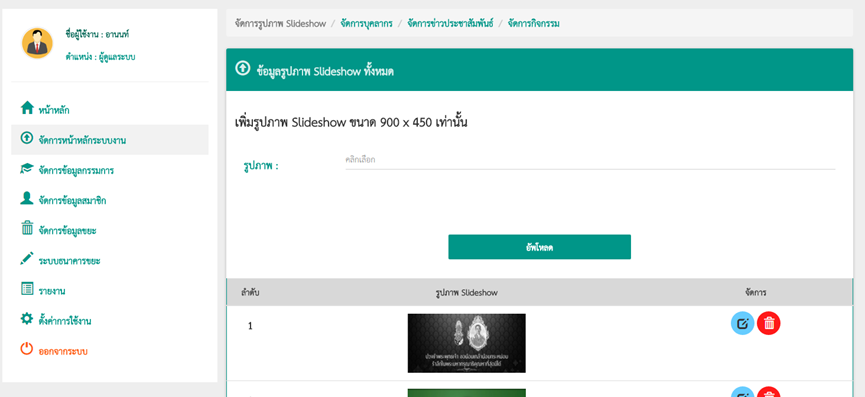 ชื่อผู้ใช้งาน : อานนท์
ตำแหน่ง : ผู้ดูแลระบบ
หน้าหลัก
จัดการหน้าหลักระบบงาน
จัดการข้อมูลกรรมการ
จัดการข้อมูลสมาชิก
จัดการข้อมูลขยะ
ระบบธนาคารขยะ
รายงาน
ตั้งค่าการใช้งาน
ออกจากระบบ
จัดการรูปภาพ Slideshow / จัดการบุคลากร / จัดการข่าวประชาสัมพันธ์ / จัดการกิจกรรม
ข้อมูลรูปภาพ Slideshow ทั้งหมด
เพิ่มรูปภาพ Slideshow ขนาด 900 x 450 เท่านั้น
รูปภาพ :
คลิกเลือก
อัพโหลด
ลำดับ รูปภาพ Slideshow จัดการ
1